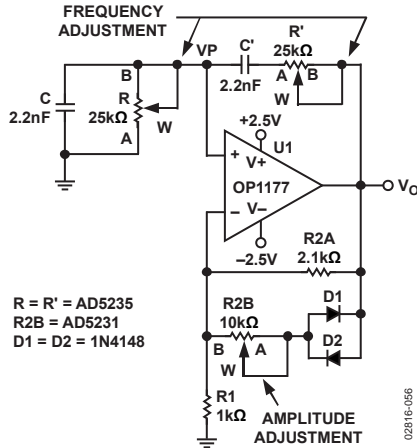 FREQUENCY
ADJUSTMENT
VP
C'
2.2nF
R'
25kΩ
A
B
W
B
R
25kΩ
A
W
C
2.2nF
+2.5V
U1
+
V+
OP1177
−
V−
–2.5V
VO
R2A
2.1kΩ
D1
D2
R2B
10kΩ
B
A
W
R = R' = AD5235
R2B = AD5231
D1 = D2 = 1N4148
R1
1kΩ
AMPLITUDE
ADJUSTMENT
02816-056